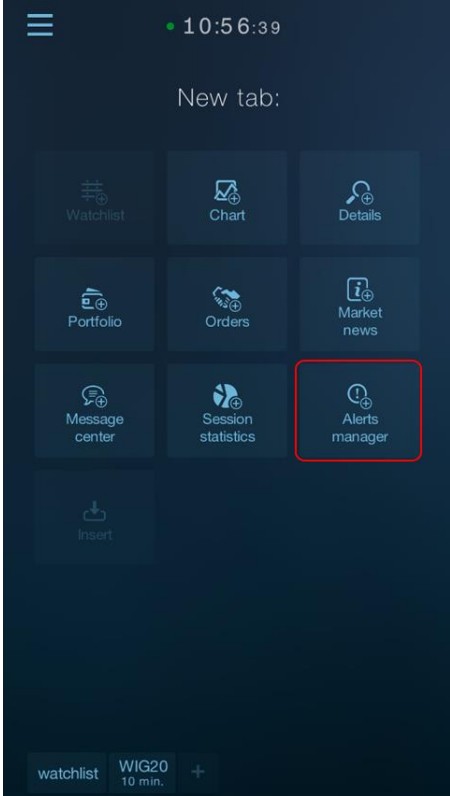 10:56:39
New tab:
Watchlist
Chart
Details
Portfolio
Orders
Market
news
Message
center
Session
statistics
Alerts
manager
Insert
watchlist
WIG20
10 min.
+